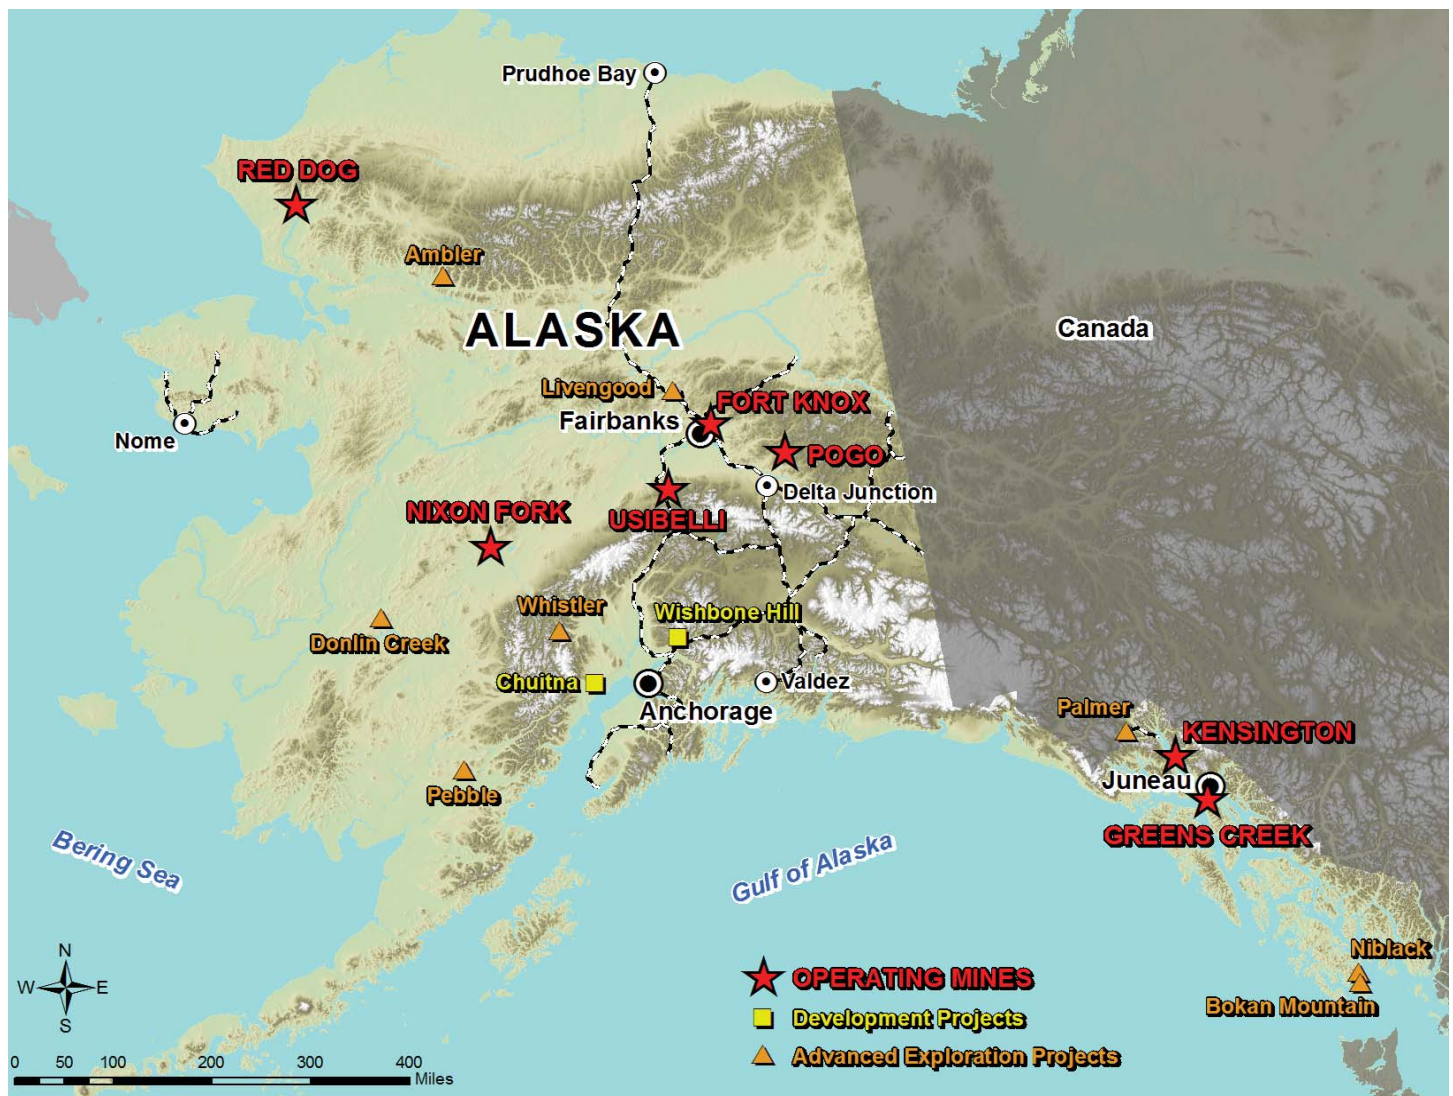 Prudhoe Bay
RED DOG
Ambler
ALASKA
Canada
Livengood
FORT KNOX
Fairbanks
Nome
POGO
Delta Junction
NIXON FORK
USIBELLI
Whistler
Wishbone Hill
Donlin Creek
Chuitna
Valdez
Anchorage
Palmer
KENSINGTON
Juneau
Pebble
GREENS CREEK
Bering Sea
Gulf of Alaska
N
W E
S
Niblack
Bokan Mountain
OPERATING MINES
Development Projects
Advanced Exploration Projects
0 50 100 200 300 400
Miles